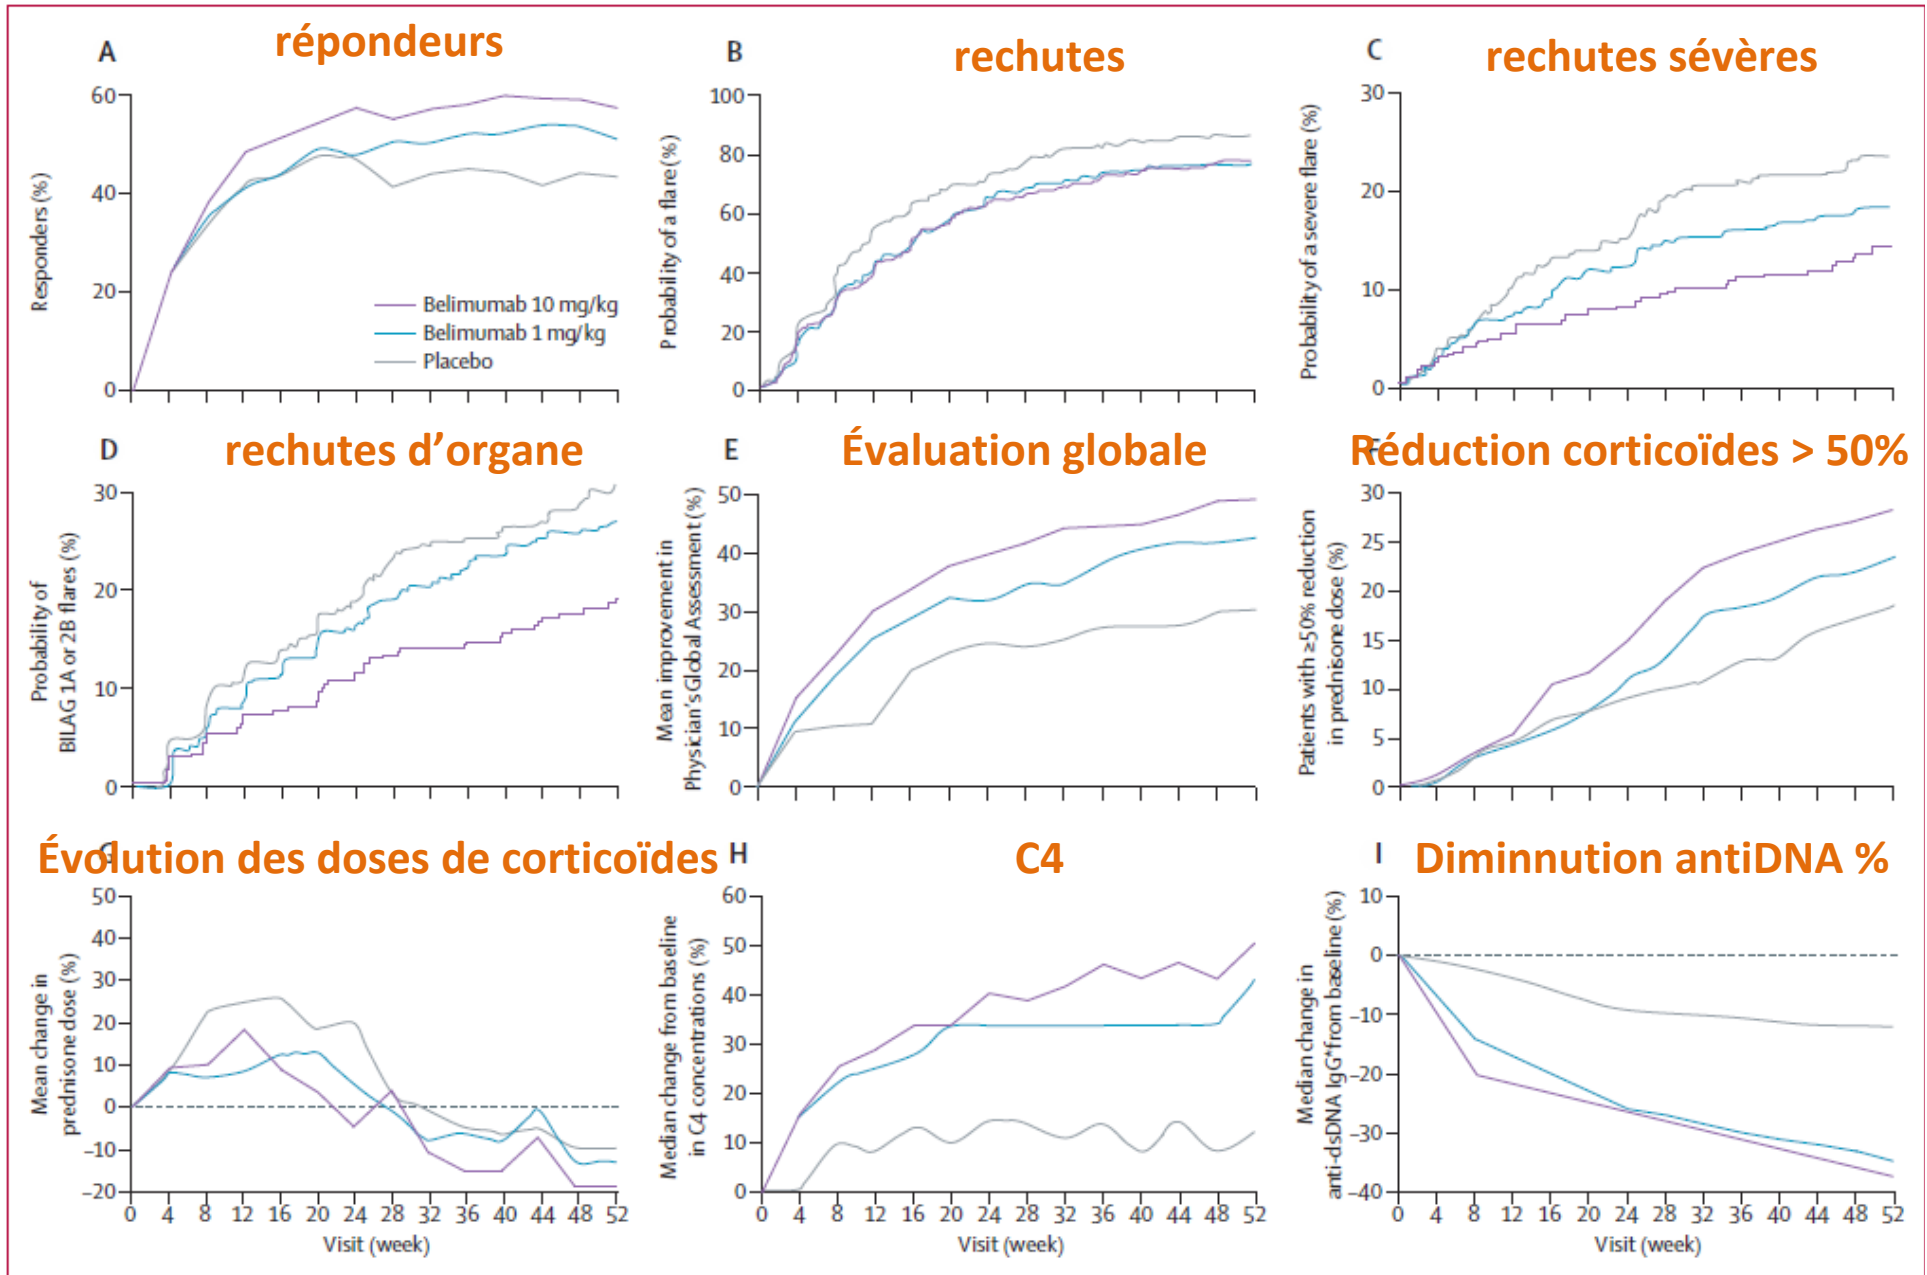 A répondeurs
60
40
20
0
Responders (%)
Belimumab 10 mg/kg
Belimumab 1 mg/kg
Placebo
B rechutes
100
80
60
40
20
0
Probability of a flare (%)
C rechutes sévères
30
20
10
0
Probability of a severe flare (%)
D rechutes d’organe
30
20
10
0
Probability of
BILAG 1A or 2B flares (%)
E Évaluation globale
50
40
30
20
10
0
Mean improvement in
Physician's Global Assessment (%)
Réduction corticoïdes > 50%
30
25
20
15
10
5
0
Patients with ≥50% reduction
in prednisone dose (%)
Évolution des doses de corticoïdes
50
40
30
20
10
0
–10
–20
Mean change in
prednisone dose (%)
0 4 8 12 16 20 24 28 32 36 40 44 48 52
Visit (week)
H C4
60
50
40
30
20
10
0
Median change from baseline
in C4 concentrations (%)
0 4 8 12 16 20 24 28 32 36 40 44 48 52
Visit (week)
I Diminnution antiDNA %
10
0
–10
–20
–30
–40
Median change in
anti-dsDNA IgG* from baseline (%)
0 4 8 12 16 20 24 28 32 36 40 44 48 52
Visit (week)